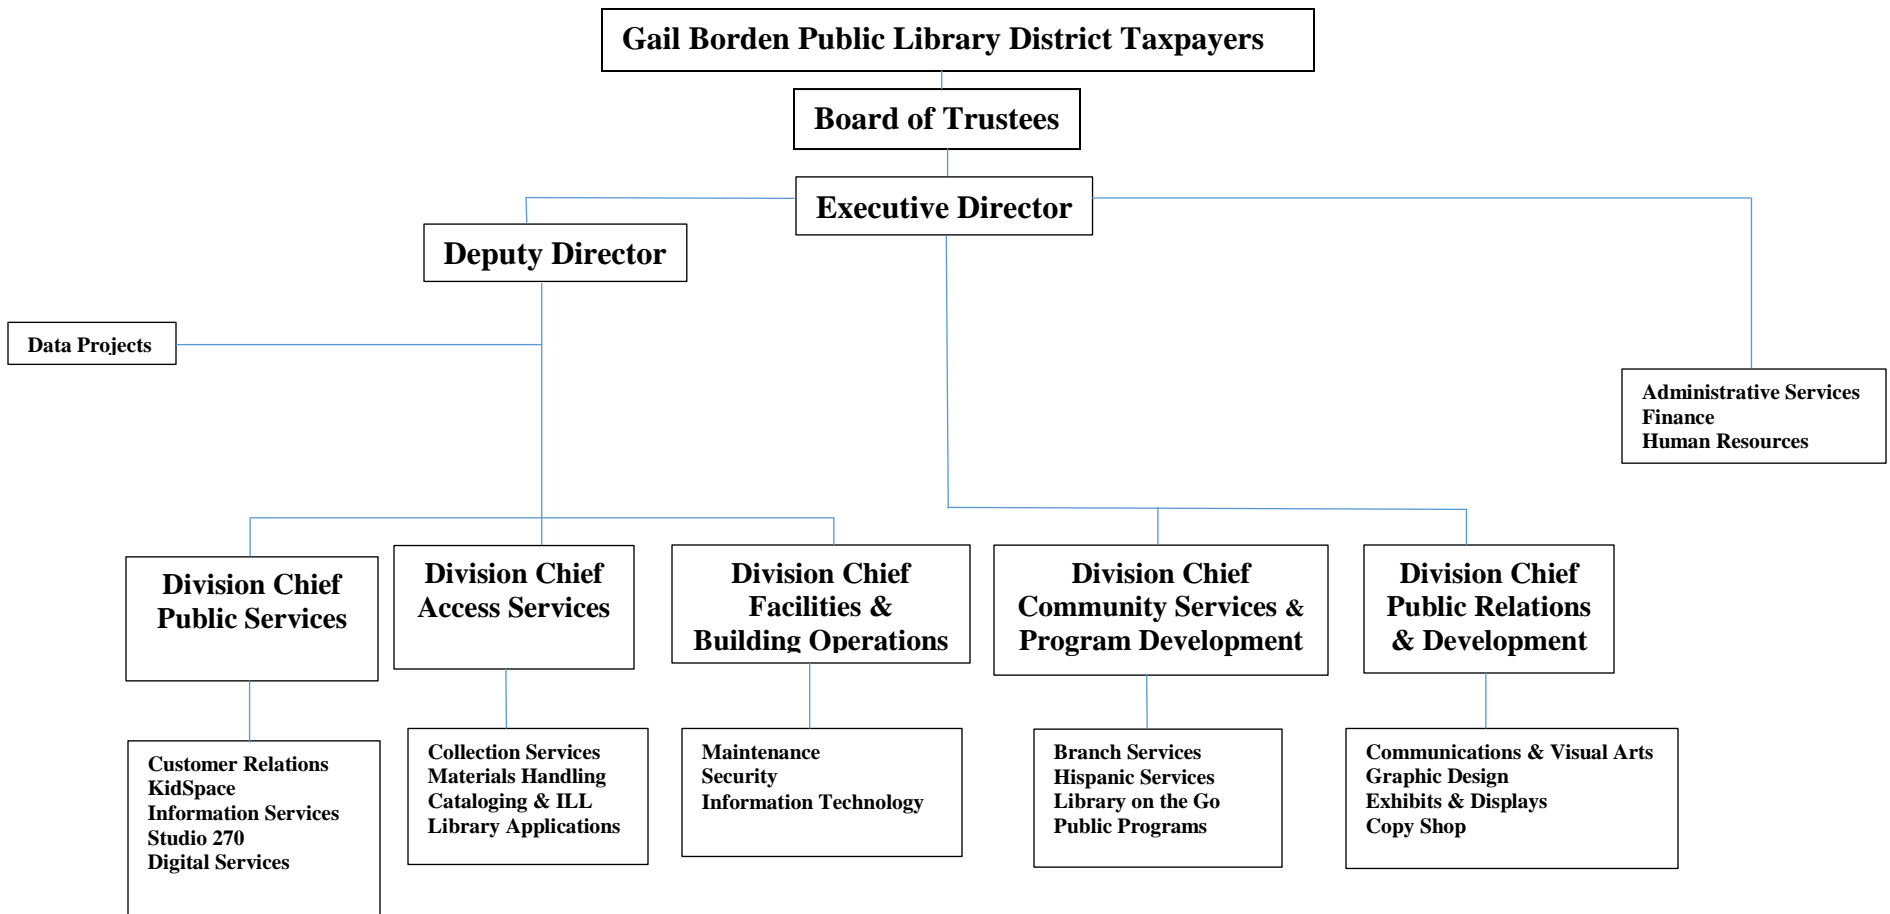 Gail Borden Public Library District Taxpayers
Board of Trustees
Executive Director
Deputy Director
Data Projects
Administrative Services
Finance
Human Resources
Division Chief
Public Services
Division Chief
Access Services
Division Chief
Facilities &
Building Operations
Division Chief
Community Services &
Program Development
Division Chief
Public Relations
& Development
Customer Relations
KidSpace
Information Services
Studio 270
Digital Services
Collection Services
Materials Handling
Cataloging & ILL
Library Applications
Maintenance
Security
Information Technology
Branch Services
Hispanic Services
Library on the Go
Public Programs
Communications & Visual Arts
Graphic Design
Exhibits & Displays
Copy Shop